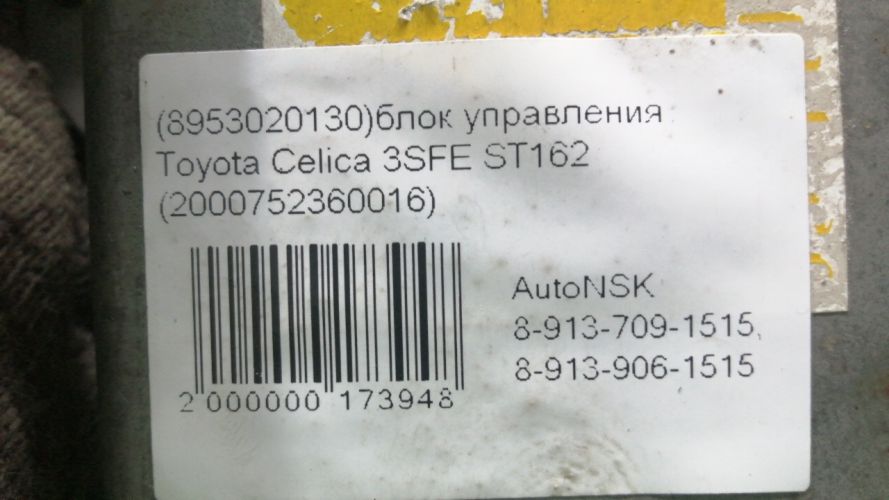 (8953020130)блок управления
Toyota Celica 3SFE ST162
(2000752360016)
AutoNSK
8-913-709-1515,
8-913-906-1515
2 000000 173948